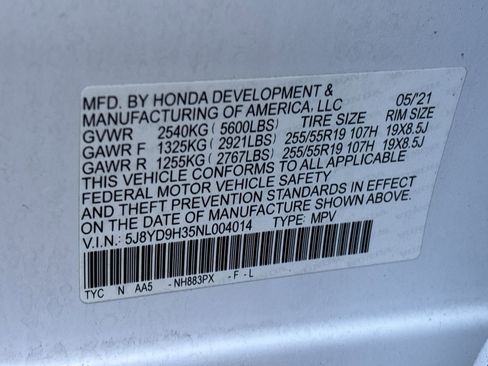 MFD. BY HONDA DEVELOPMENT &
MANUFACTURING OF AMERICA, LLC 05/'21
GVWR 2540KG ( 5600LBS) TIRE SIZE RIM SIZE
GAWR F 1325KG ( 2921LBS) 255/55R19 107H 19X8.5J
GAWR R 1255KG ( 2767LBS) 255/55R19 107H 19X8.5J
THIS VEHICLE CONFORMS TO ALL APPLICABLE
FEDERAL MOTOR VEHICLE SAFETY
AND THEFT PREVENTION STANDARDS IN EFFECT
ON THE DATE OF MANUFACTURE SHOWN ABOVE.
V.I.N.: 5J8YD9H35NL004014 TYPE: MPV
TYC N AA5 -NH883PX -F-L